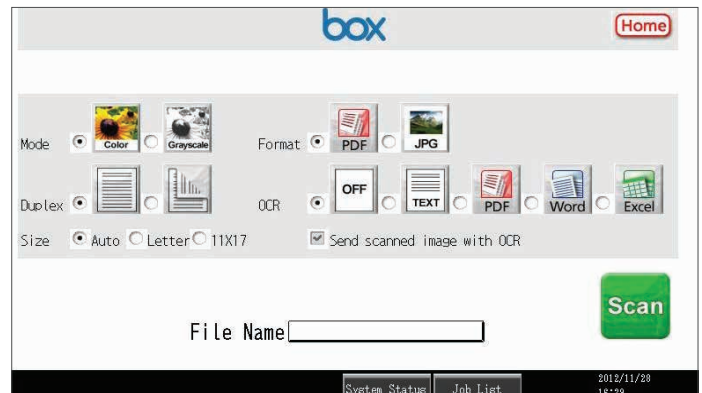 box
Home
Mode Color Grayscale Format PDF JPG
Duplex OCR OFF TEXT PDF Word Excel
Size Auto Letter 11X17 Send scanned image with OCR
Scan
File Name
System Status Job List 2012/11/28